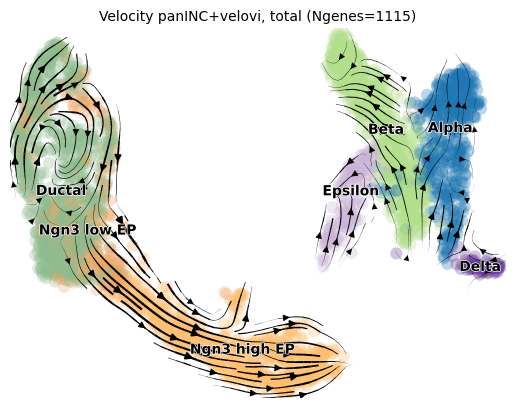 Velocity panINC+velovi, total (Ngenes=1115)
Beta
Alpha
Ductal
Epsilon
Ngn3 low EP
Delta
Ngn3 high EP